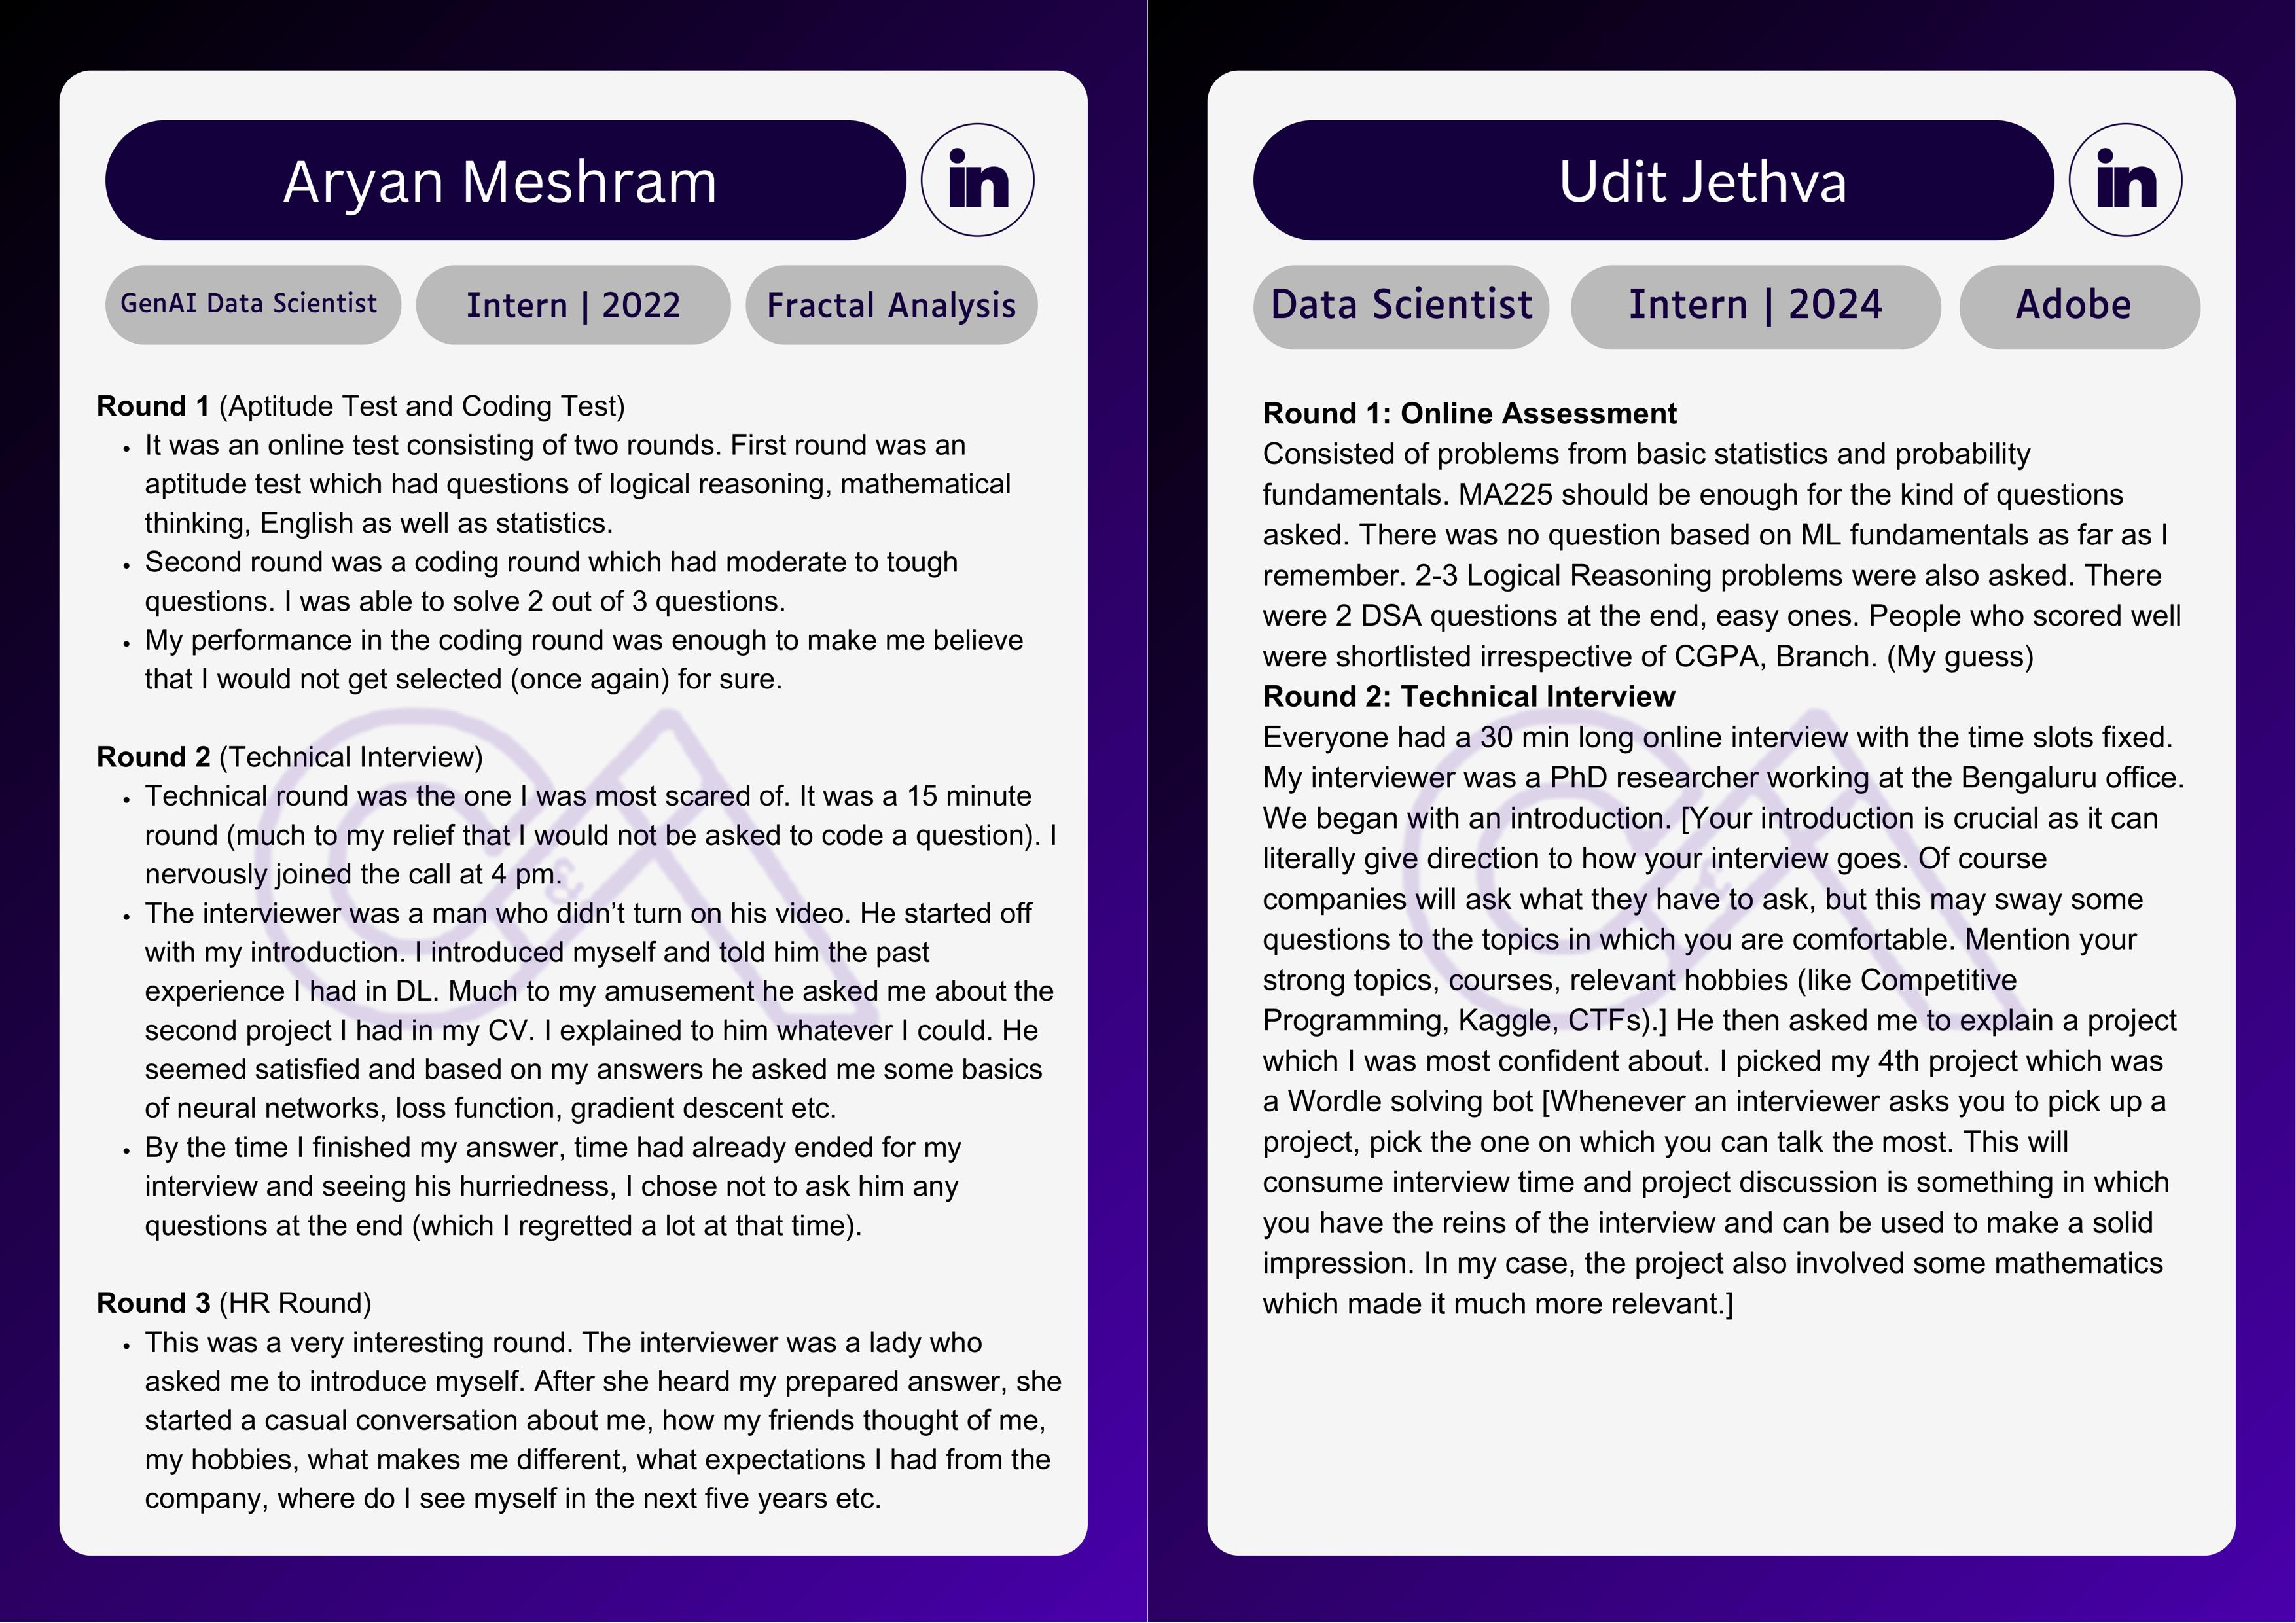 Aryan Meshram
in
GenAI Data Scientist
Intern | 2022
Fractal Analysis
Round 1 (Aptitude Test and Coding Test)
• It was an online test consisting of two rounds. First round was an
aptitude test which had questions of logical reasoning, mathematical
thinking, English as well as statistics.
• Second round was a coding round which had moderate to tough
questions. I was able to solve 2 out of 3 questions.
• My performance in the coding round was enough to make me believe
that I would not get selected (once again) for sure.
Round 2 (Technical Interview)
• Technical round was the one I was most scared of. It was a 15 minute
round (much to my relief that I would not be asked to code a question). I
nervously joined the call at 4 pm.
• The interviewer was a man who didn’t turn on his video. He started off
with my introduction. I introduced myself and told him the past
experience I had in DL. Much to my amusement he asked me about the
second project I had in my CV. I explained to him whatever I could. He
seemed satisfied and based on my answers he asked me some basics
of neural networks, loss function, gradient descent etc.
• By the time I finished my answer, time had already ended for my
interview and seeing his hurriedness, I chose not to ask him any
questions at the end (which I regretted a lot at that time).
Round 3 (HR Round)
• This was a very interesting round. The interviewer was a lady who
asked me to introduce myself. After she heard my prepared answer, she
started a casual conversation about me, how my friends thought of me,
my hobbies, what makes me different, what expectations I had from the
company, where do I see myself in the next five years etc.
C&A
Udit Jethva
in
Data Scientist
Intern | 2024
Adobe
Round 1: Online Assessment
Consisted of problems from basic statistics and probability
fundamentals. MA225 should be enough for the kind of questions
asked. There was no question based on ML fundamentals as far as I
remember. 2-3 Logical Reasoning problems were also asked. There
were 2 DSA questions at the end, easy ones. People who scored well
were shortlisted irrespective of CGPA, Branch. (My guess)
Round 2: Technical Interview
Everyone had a 30 min long online interview with the time slots fixed.
My interviewer was a PhD researcher working at the Bengaluru office.
We began with an introduction. [Your introduction is crucial as it can
literally give direction to how your interview goes. Of course
companies will ask what they have to ask, but this may sway some
questions to the topics in which you are comfortable. Mention your
strong topics, courses, relevant hobbies (like Competitive
Programming, Kaggle, CTFs).] He then asked me to explain a project
which I was most confident about. I picked my 4th project which was
a Wordle solving bot [Whenever an interviewer asks you to pick up a
project, pick the one on which you can talk the most. This will
consume interview time and project discussion is something in which
you have the reins of the interview and can be used to make a solid
impression. In my case, the project also involved some mathematics
which made it much more relevant.]
C&A